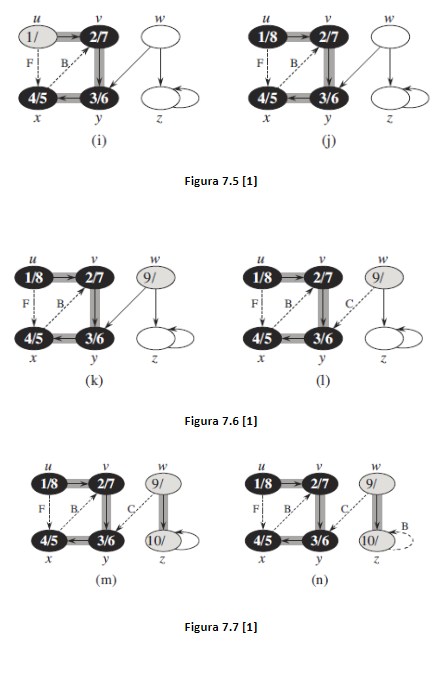 u v w u v w
1/ 2/7 1/8 2/7
F B F B
4/5 3/6 4/5 3/6
x y z x y z
(i) (j)
Figura 7.5 [1]
u v w u v w
1/8 2/7 9/ 1/8 2/7 9/
F B F B C
4/5 3/6 4/5 3/6
x y z x y z
(k) (l)
Figura 7.6 [1]
u v w u v w
1/8 2/7 9/ 1/8 2/7 9/
F B C F B C B
4/5 3/6 10/ 4/5 3/6 10/
x y z x y z
(m) (n)
Figura 7.7 [1]